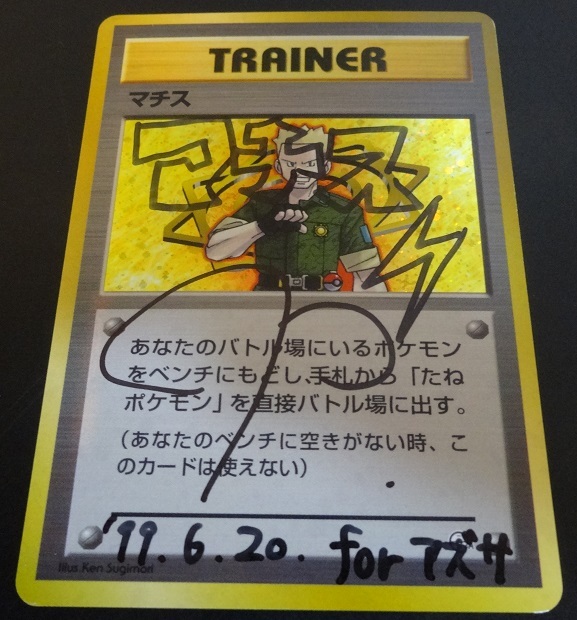 TRAINER
マチス
マチス
あなたのバトル場にいるポケモン
をベンチにもどし、手札から「たね
ポケモン」を直接バトル場に出す。
(あなたのベンチに空きがない時、こ
のカードは使えない)
'99.6.20. for アズサ
Illus. Ken Sugimori